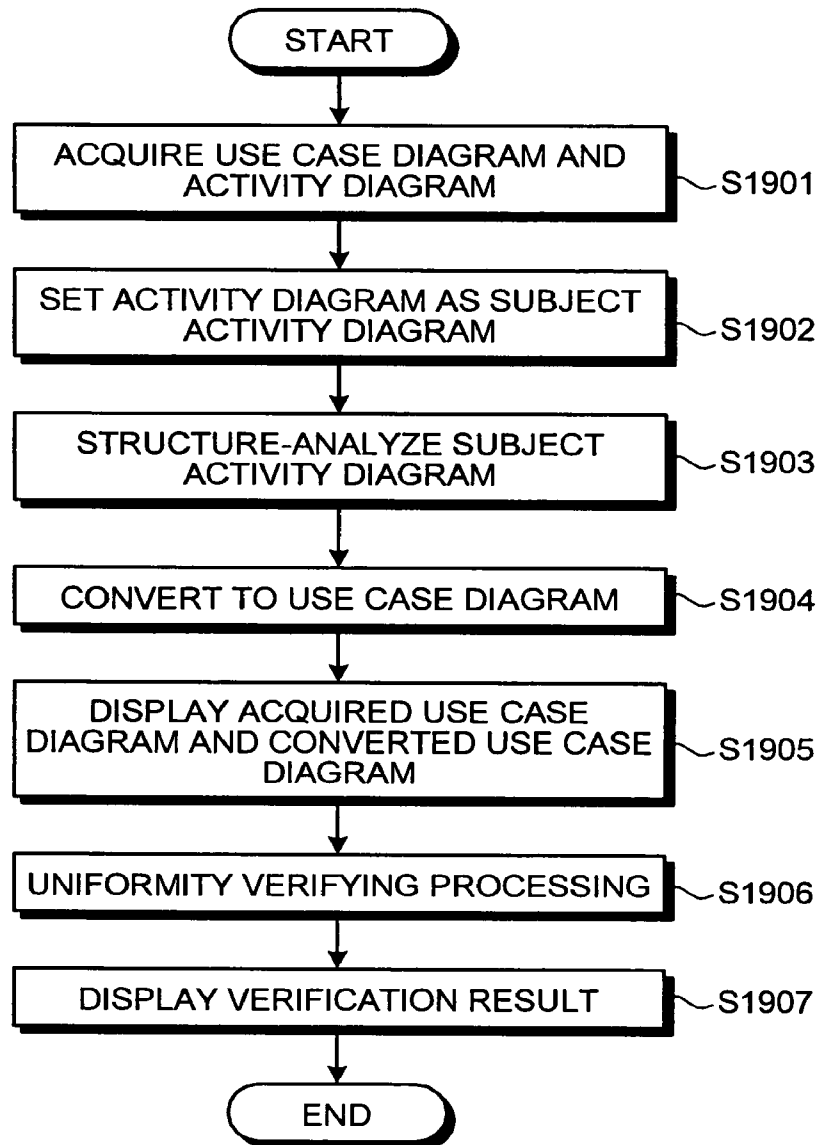 START
ACQUIRE USE CASE DIAGRAM AND
ACTIVITY DIAGRAM
S1901
SET ACTIVITY DIAGRAM AS SUBJECT
ACTIVITY DIAGRAM
S1902
STRUCTURE-ANALYZE SUBJECT
ACTIVITY DIAGRAM
S1903
CONVERT TO USE CASE DIAGRAM
S1904
DISPLAY ACQUIRED USE CASE
DIAGRAM AND CONVERTED USE CASE
DIAGRAM
S1905
UNIFORMITY VERIFYING PROCESSING
S1906
DISPLAY VERIFICATION RESULT
S1907
END